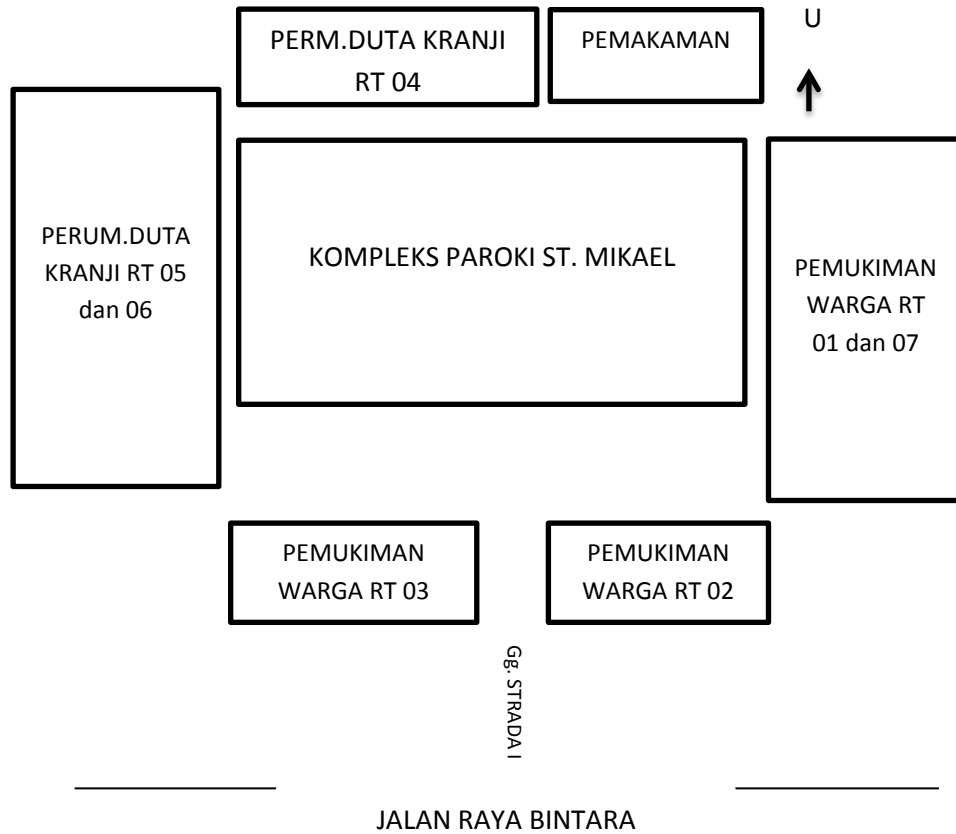 U
PERM.DUTA KRANJI
RT 04
PEMAKAMAN
PERUM.DUTA
KRANJI RT 05
dan 06
KOMPLEKS PAROKI ST. MIKAEL
PEMUKIMAN
WARGA RT
01 dan 07
PEMUKIMAN
WARGA RT 03
PEMUKIMAN
WARGA RT 02
Gg. STRADA I
JALAN RAYA BINTARA